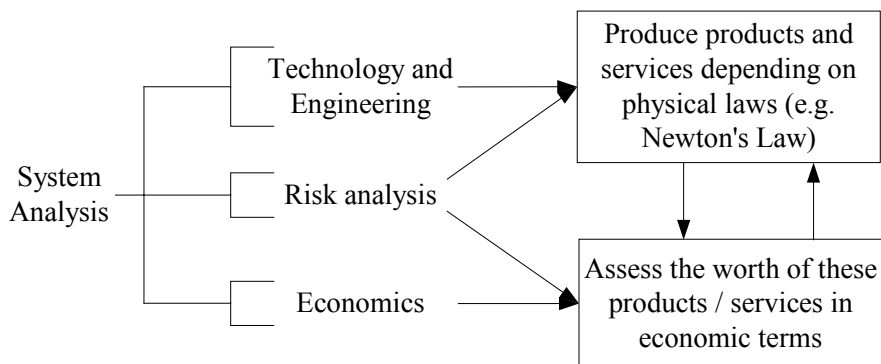 System
Analysis
Technology and
Engineering
Risk analysis
Economics
Produce products and
services depending on
physical laws (e.g.
Newton's Law)
Assess the worth of these
products / services in
economic terms